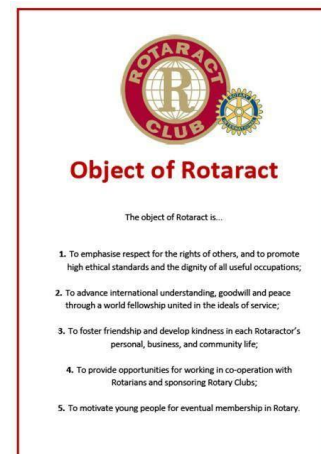 ROTARACT
R
CLUB
Object of Rotaract
The object of Rotaract is...
1. To emphasise respect for the rights of others, and to promote
high ethical standards and the dignity of all useful occupations;
2. To advance international understanding, goodwill and peace
through a world fellowship united in the ideals of service;
3. To foster friendship and develop kindness in each Rotaractor's
personal, business, and community life;
4. To provide opportunities for working in co-operation with
Rotarians and sponsoring Rotary Clubs;
5. To motivate young people for eventual membership in Rotary.